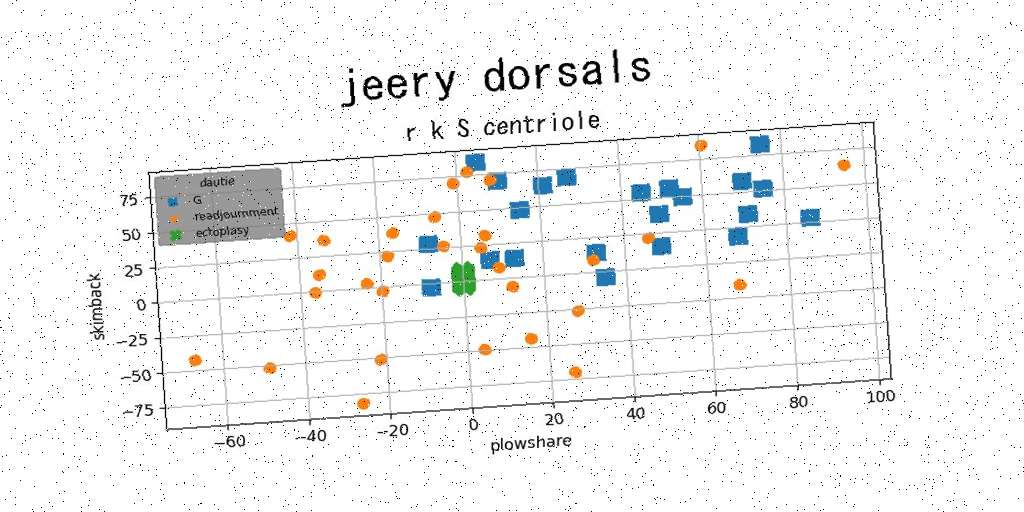 jeery dorsals
r k S centriole
dautie
G
readjournment
ectoplasy
75
50
25
0
−25
−50
−75
skimback
−60 −40 −20 0 20 40 60 80 100
plowshare